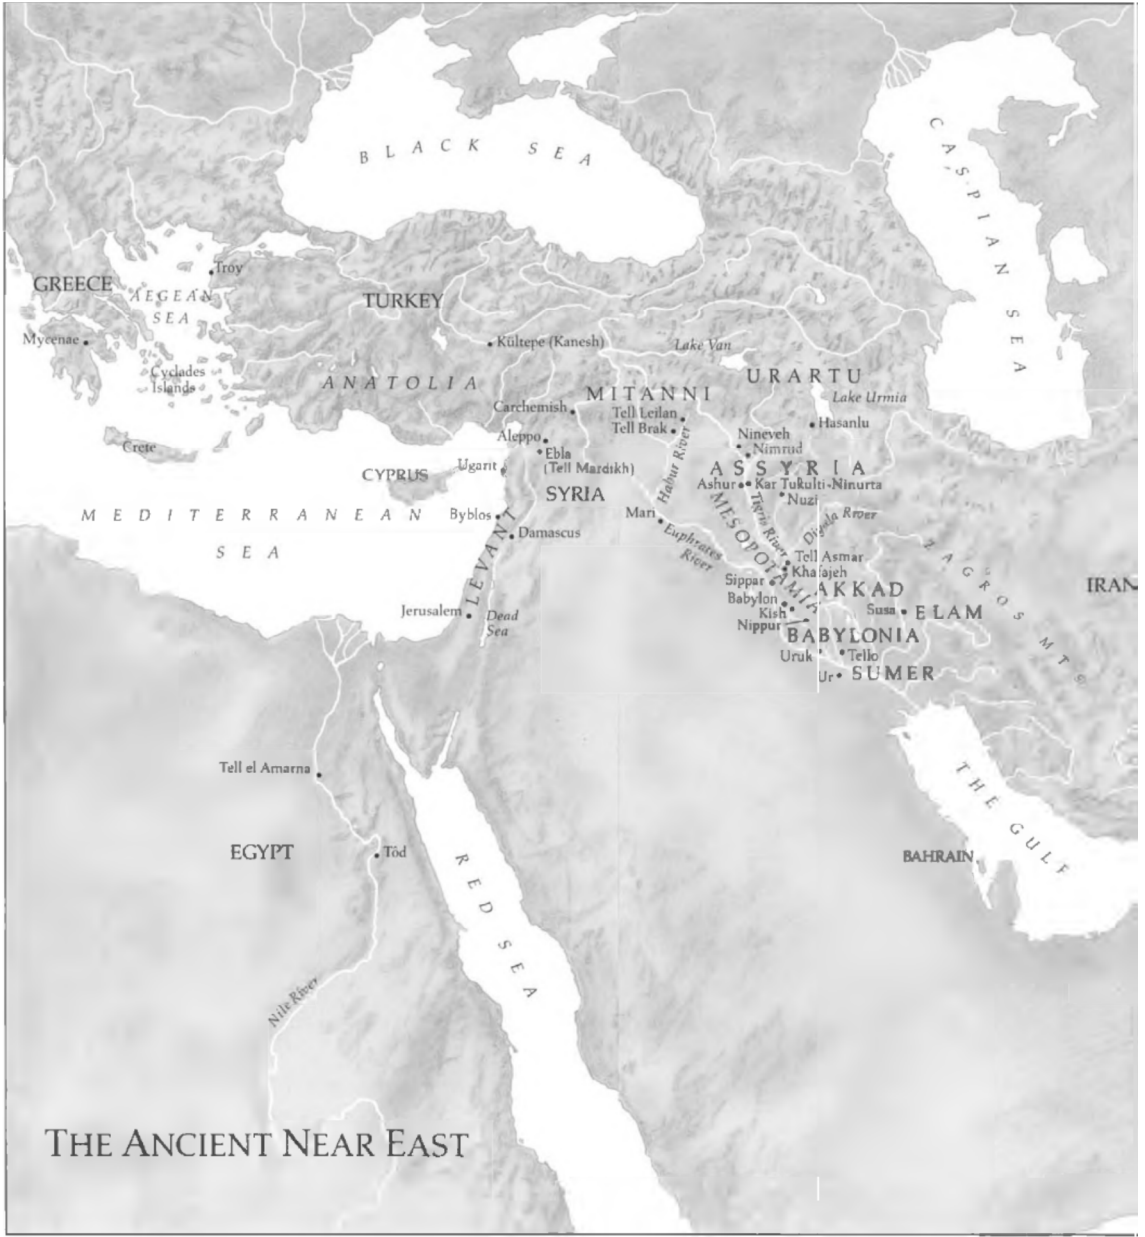 BLACK SEA
CASPIAN SEA
Troy
GREECE
AEGEAN
SEA
TURKEY
Mycenae
Kültepe (Kanesh)
Lake Van
Cyclades
Islands
ANATOLIA
URARTU
MITANNI
Lake Urmia
Carchemish
Tell Leilan
Tell Brak
Hasanlu
Crete
Aleppo
Nineveh
Nimrud
Ebla
(Tell Mardikh)
Ugarit
CYPRUS
Habur River
ASSYRIA
Ashur
Kar Tukulti-Ninurta
SYRIA
Nuzi
MEDITERRANEAN
SEA
Byblos
Mari
MESOPOTAMIA
Tigris River
Diyala River
Damascus
LEVANT
Euphrates
River
Tell Asmar
Khafajeh
ZAGROS MTS
Sippar
AKKAD
IRAN
Babylon
Kish
Susa
ELAM
Jerusalem
Dead
Sea
Nippur
BABYLONIA
Uruk
Tello
Ur
SUMER
Tell el Amarna
THE GULF
EGYPT
Tôd
BAHRAIN
RED SEA
Nile River
THE ANCIENT NEAR EAST